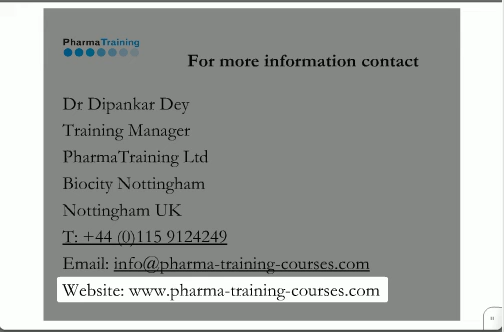 PharmaTraining
For more information contact
Dr Dipankar Dey
Training Manager
PharmaTraining Ltd
Biocity Nottingham
Nottingham UK
T: +44 (0)115 9124249
Email: info@pharma-training-courses.com
Website: www.pharma-training-courses.com